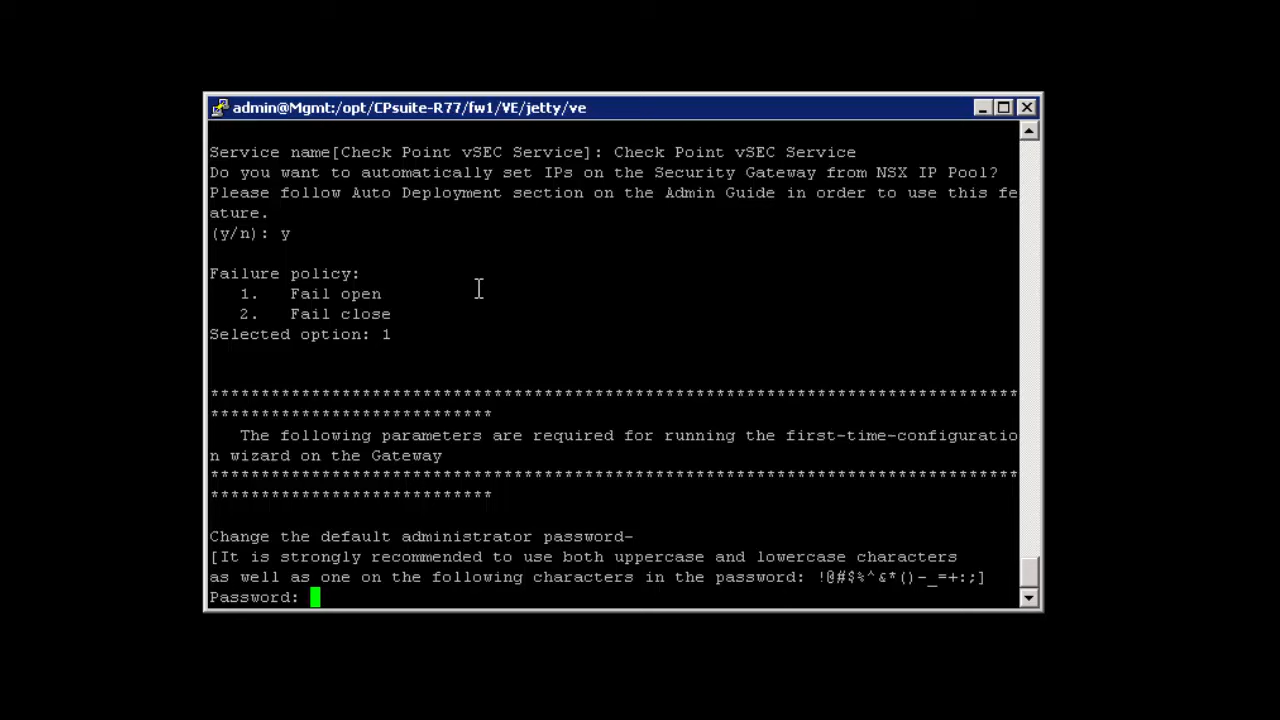 admin@Mgmt:/opt/CPsuite-R77/fw1/VE/jetty/ve
Service name[Check Point vSEC Service]: Check Point vSEC Service
Do you want to automatically set IPs on the Security Gateway from NSX IP Pool?
Please follow Auto Deployment section on the Admin Guide in order to use this fe
ature.
(y/n): y
Failure policy:
1. Fail open
2. Fail close
Selected option: 1
********************************************************************************
****************************
The following parameters are required for running the first-time-configuratio
n wizard on the Gateway
********************************************************************************
****************************
Change the default administrator password-
[It is strongly recommended to use both uppercase and lowercase characters
as well as one on the following characters in the password: !@#$%^&*()-_=+:;]
Password: